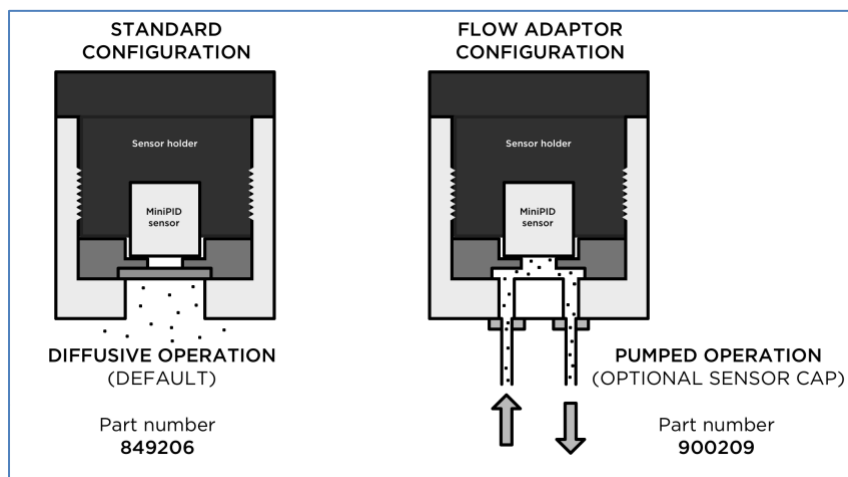 STANDARD
CONFIGURATION
Sensor holder
MiniPID
sensor
DIFFUSIVE OPERATION
(DEFAULT)
Part number
849206
FLOW ADAPTOR
CONFIGURATION
Sensor holder
MiniPID
sensor
PUMPED OPERATION
(OPTIONAL SENSOR CAP)
Part number
900209